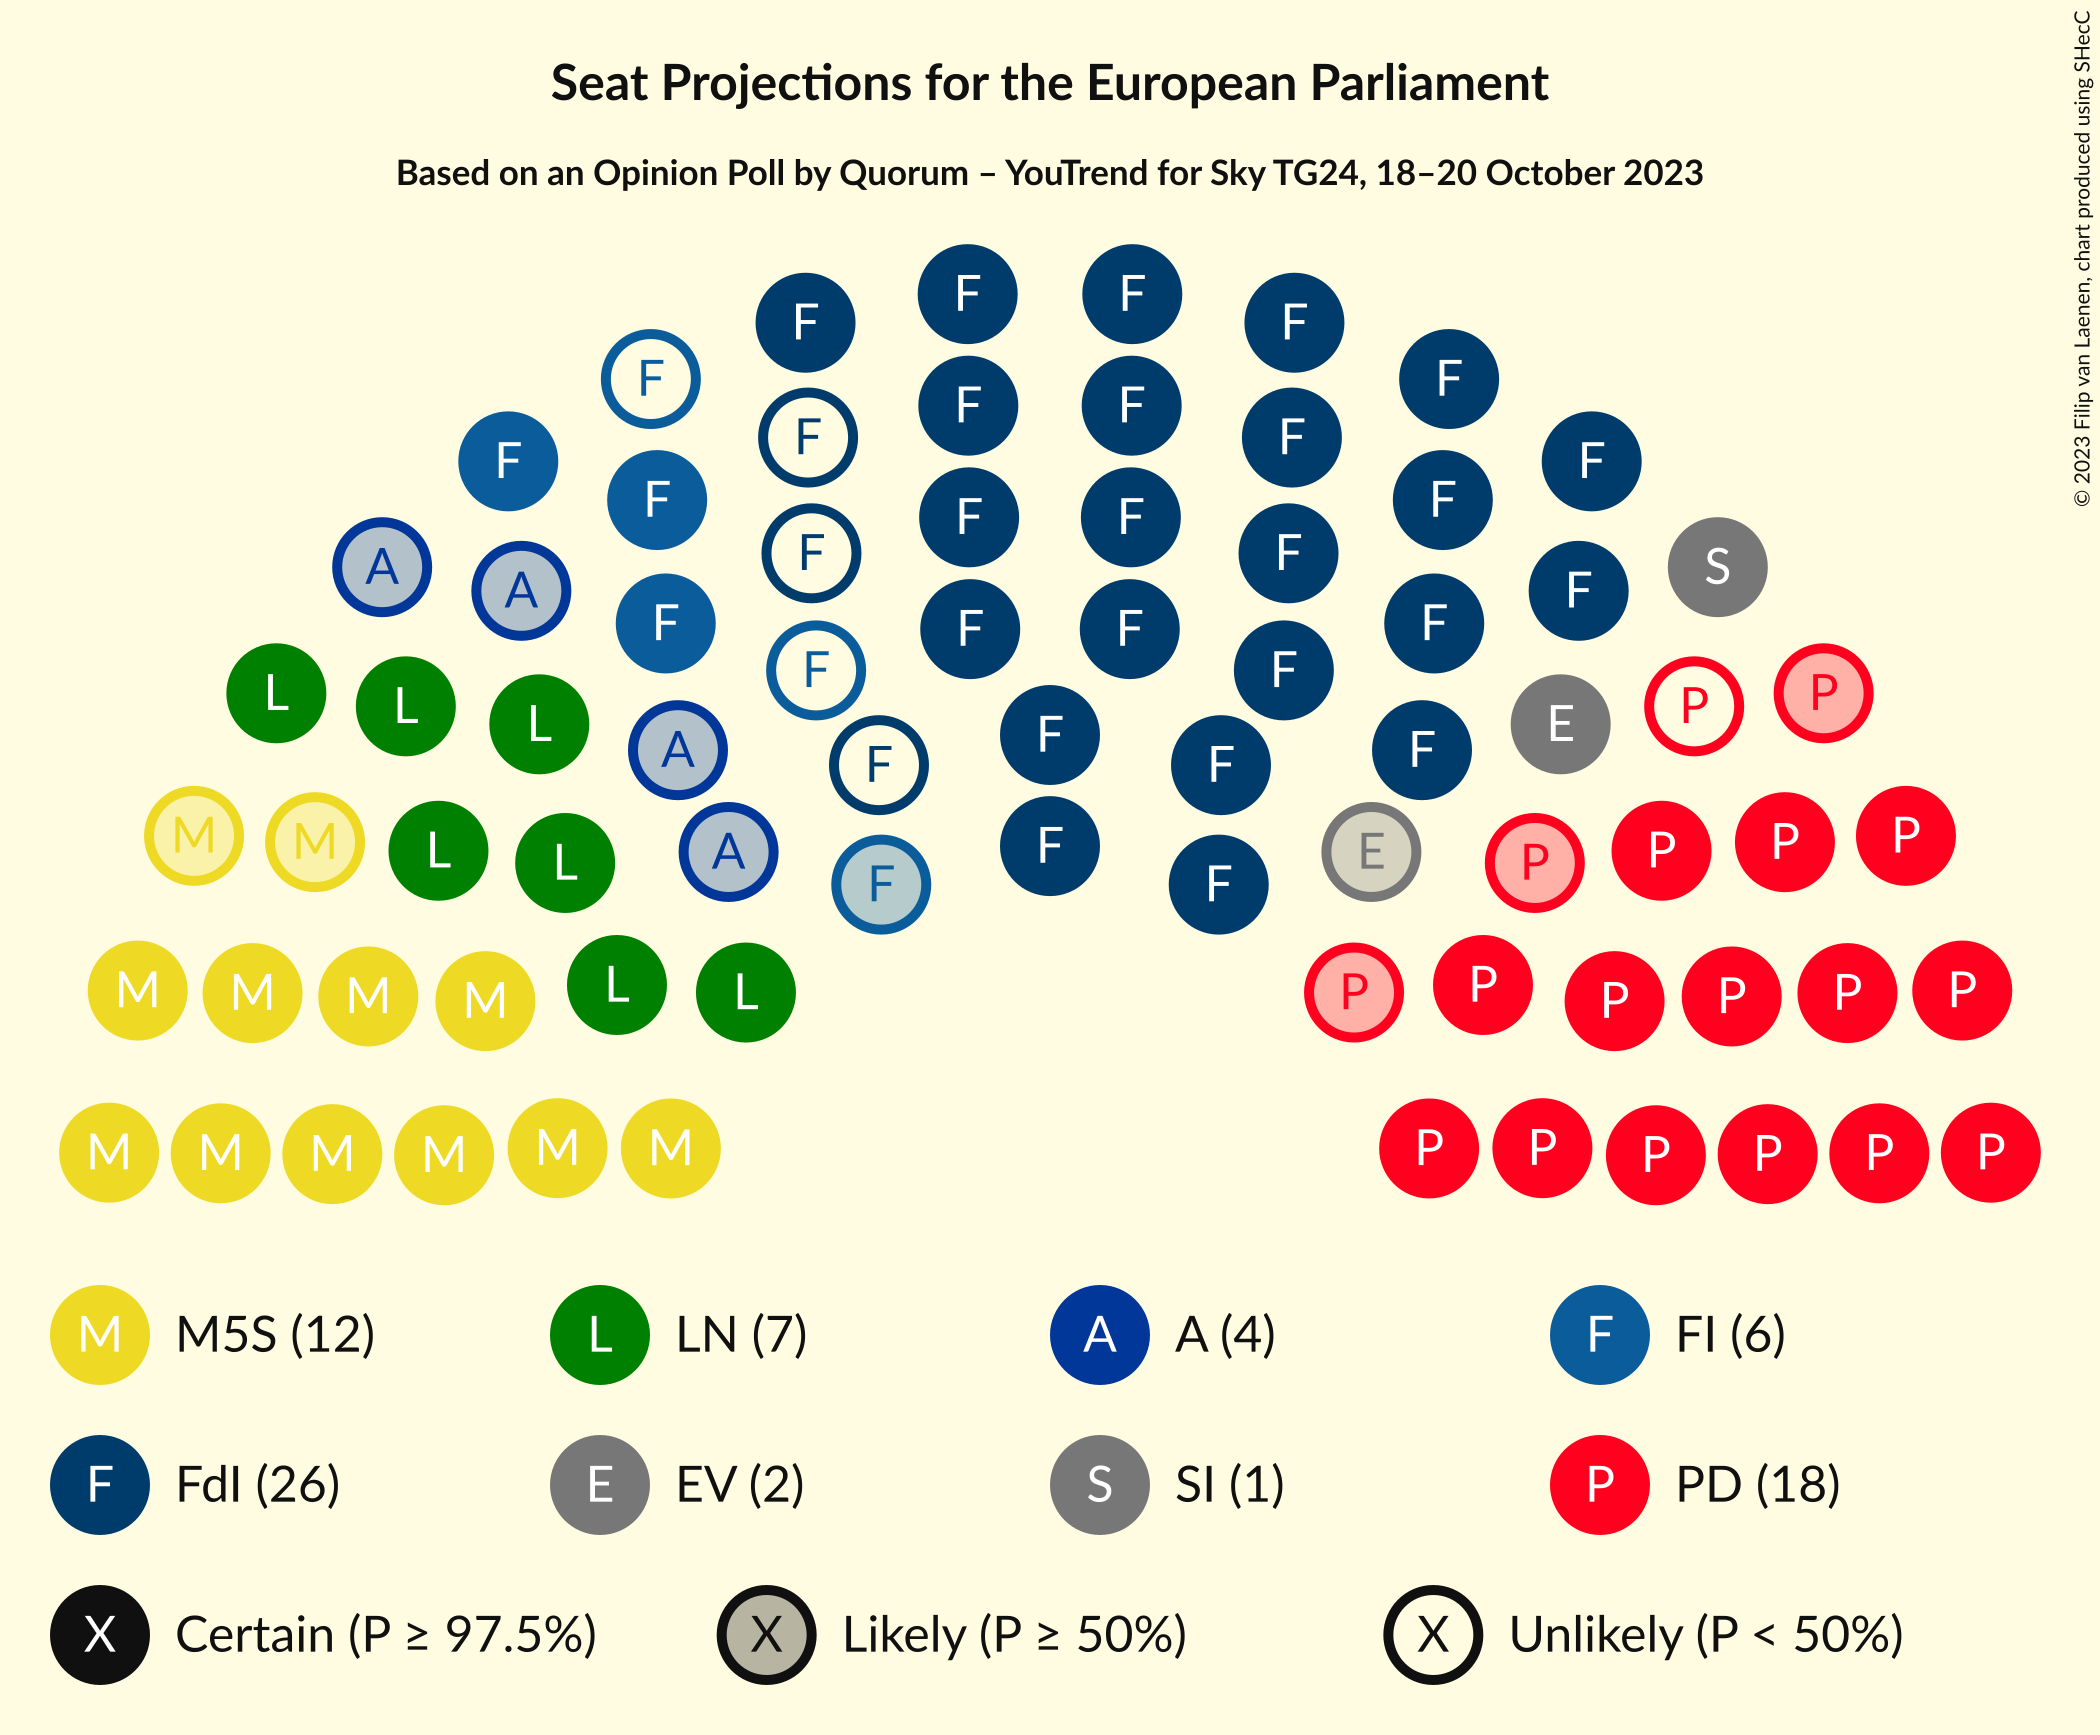 Seat Projections for the European Parliament
Based on an Opinion Poll by Quorum – YouTrend for Sky TG24, 18–20 October 2023
© 2023 Filip van Laenen, chart produced using SHecC
F F
F F
F F F
F F F F
F F F F
F F F F
A F F F S
A F F
F F F F
F F
L L L F F P P
L A F F F F F E
M M L L A F F F E P P P P
M M M M L L P P P P P P
M M M M M M P P P P P P
M M5S (12) L LN (7) A A (4) F FI (6)
F FdI (26) E EV (2) S SI (1) P PD (18)
X Certain (P ≥ 97.5%) X Likely (P ≥ 50%) X Unlikely (P < 50%)